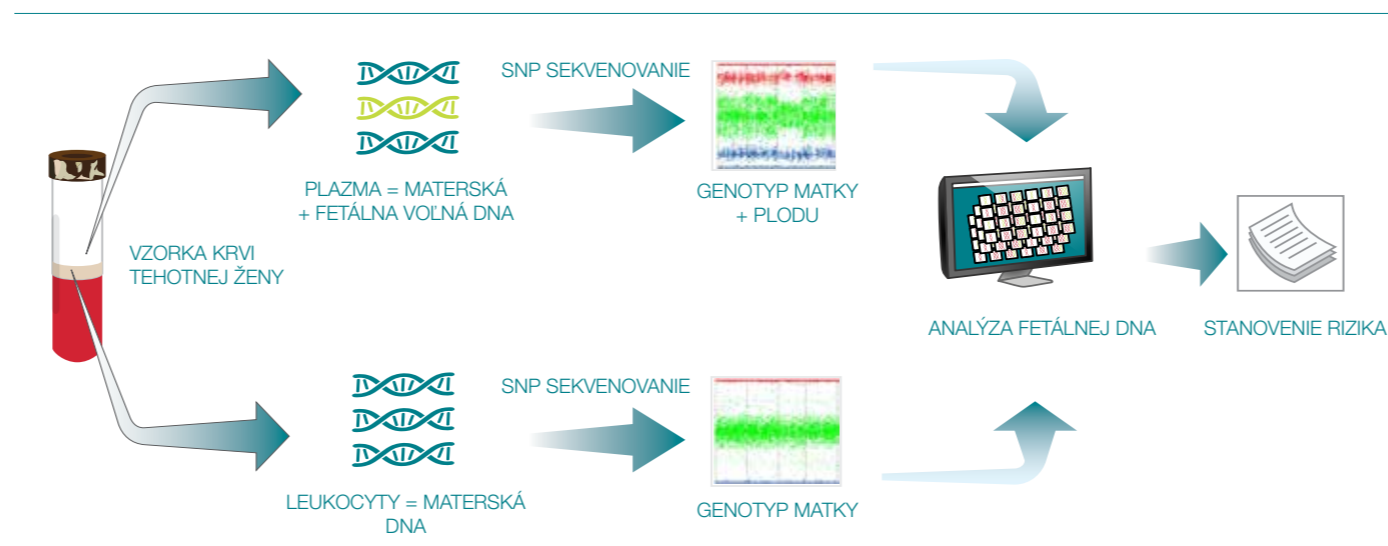 VZORKA KRVI
TEHOTNEJ ŽENY
PLAZMA = MATERSKÁ
+ FETÁLNA VOĽNÁ DNA
SNP SEKVENOVANIE
GENOTYP MATKY
+ PLODU
LEUKOCYTY = MATERSKÁ
DNA
SNP SEKVENOVANIE
GENOTYP MATKY
ANALÝZA FETÁLNEJ DNA
STANOVENIE RIZIKA